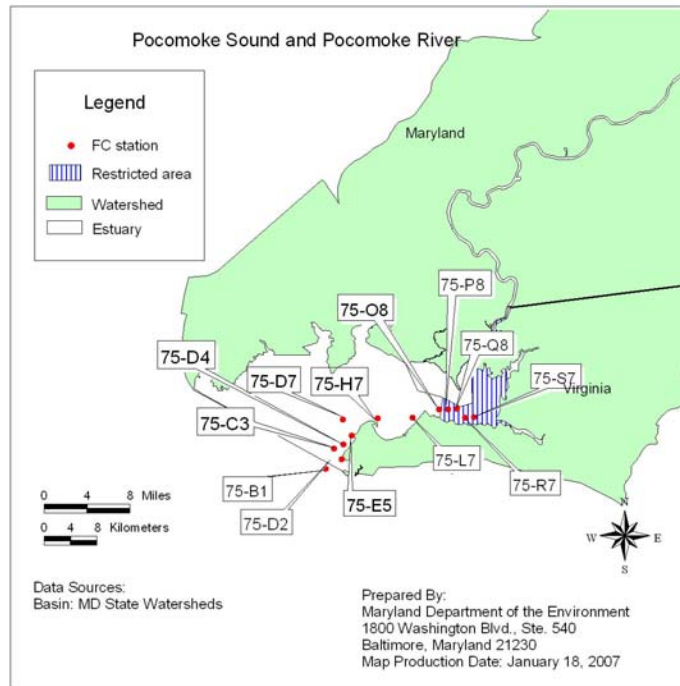 Pocomoke Sound and Pocomoke River
Legend
FC station
Restricted area
Watershed
Estuary
Maryland
75-P8
75-O8
75-Q8
75-D4
75-D7
75-H7
75-S7
Virginia
75-C3
75-L7
75-B1
75-E5
75-R7
75-D2
0 4 8 Miles
0 4 8 Kilometers
N
W E
S
Data Sources:
Basin: MD State Watersheds
Prepared By:
Maryland Department of the Environment
1800 Washington Blvd., Ste. 540
Baltimore, Maryland 21230
Map Production Date: January 18, 2007